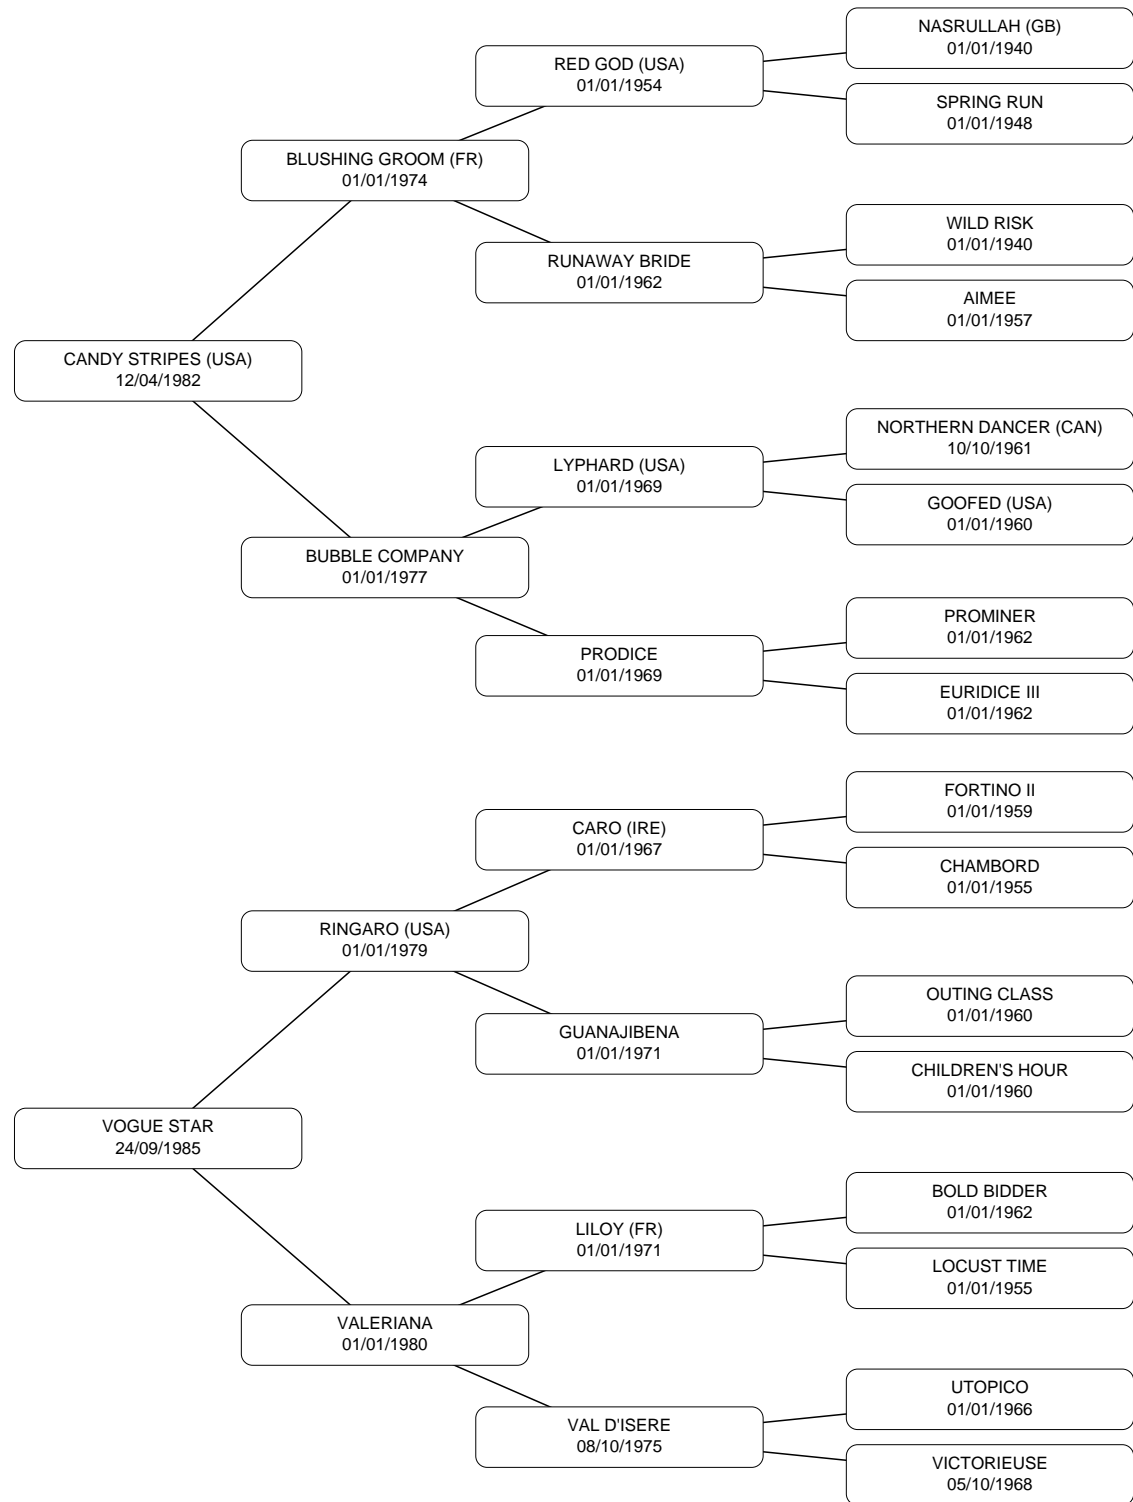 NASRULLAH (GB)
01/01/1940
RED GOD (USA)
01/01/1954
SPRING RUN
01/01/1948
BLUSHING GROOM (FR)
01/01/1974
WILD RISK
01/01/1940
RUNAWAY BRIDE
01/01/1962
AIMEE
01/01/1957
CANDY STRIPES (USA)
12/04/1982
NORTHERN DANCER (CAN)
10/10/1961
LYPHARD (USA)
01/01/1969
GOOFED (USA)
01/01/1960
BUBBLE COMPANY
01/01/1977
PROMINER
01/01/1962
PRODICE
01/01/1969
EURIDICE III
01/01/1962
FORTINO II
01/01/1959
CARO (IRE)
01/01/1967
CHAMBORD
01/01/1955
RINGARO (USA)
01/01/1979
OUTING CLASS
01/01/1960
GUANAJIBENA
01/01/1971
CHILDREN'S HOUR
01/01/1960
VOGUE STAR
24/09/1985
BOLD BIDDER
01/01/1962
LILOY (FR)
01/01/1971
LOCUST TIME
01/01/1955
VALERIANA
01/01/1980
UTOPICO
01/01/1966
VAL D'ISERE
08/10/1975
VICTORIEUSE
05/10/1968